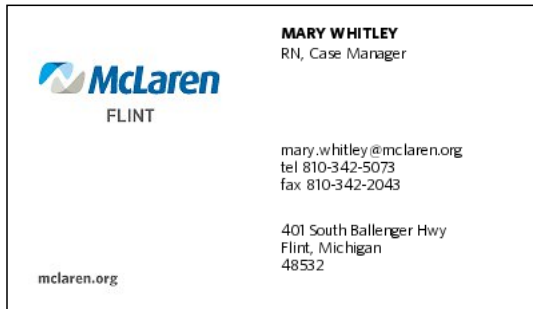 McLaren
FLINT
mclaren.org
MARY WHITLEY
RN, Case Manager
mary.whitley@mclaren.org
tel 810-342-5073
fax 810-342-2043
401 South Ballenger Hwy
Flint, Michigan
48532